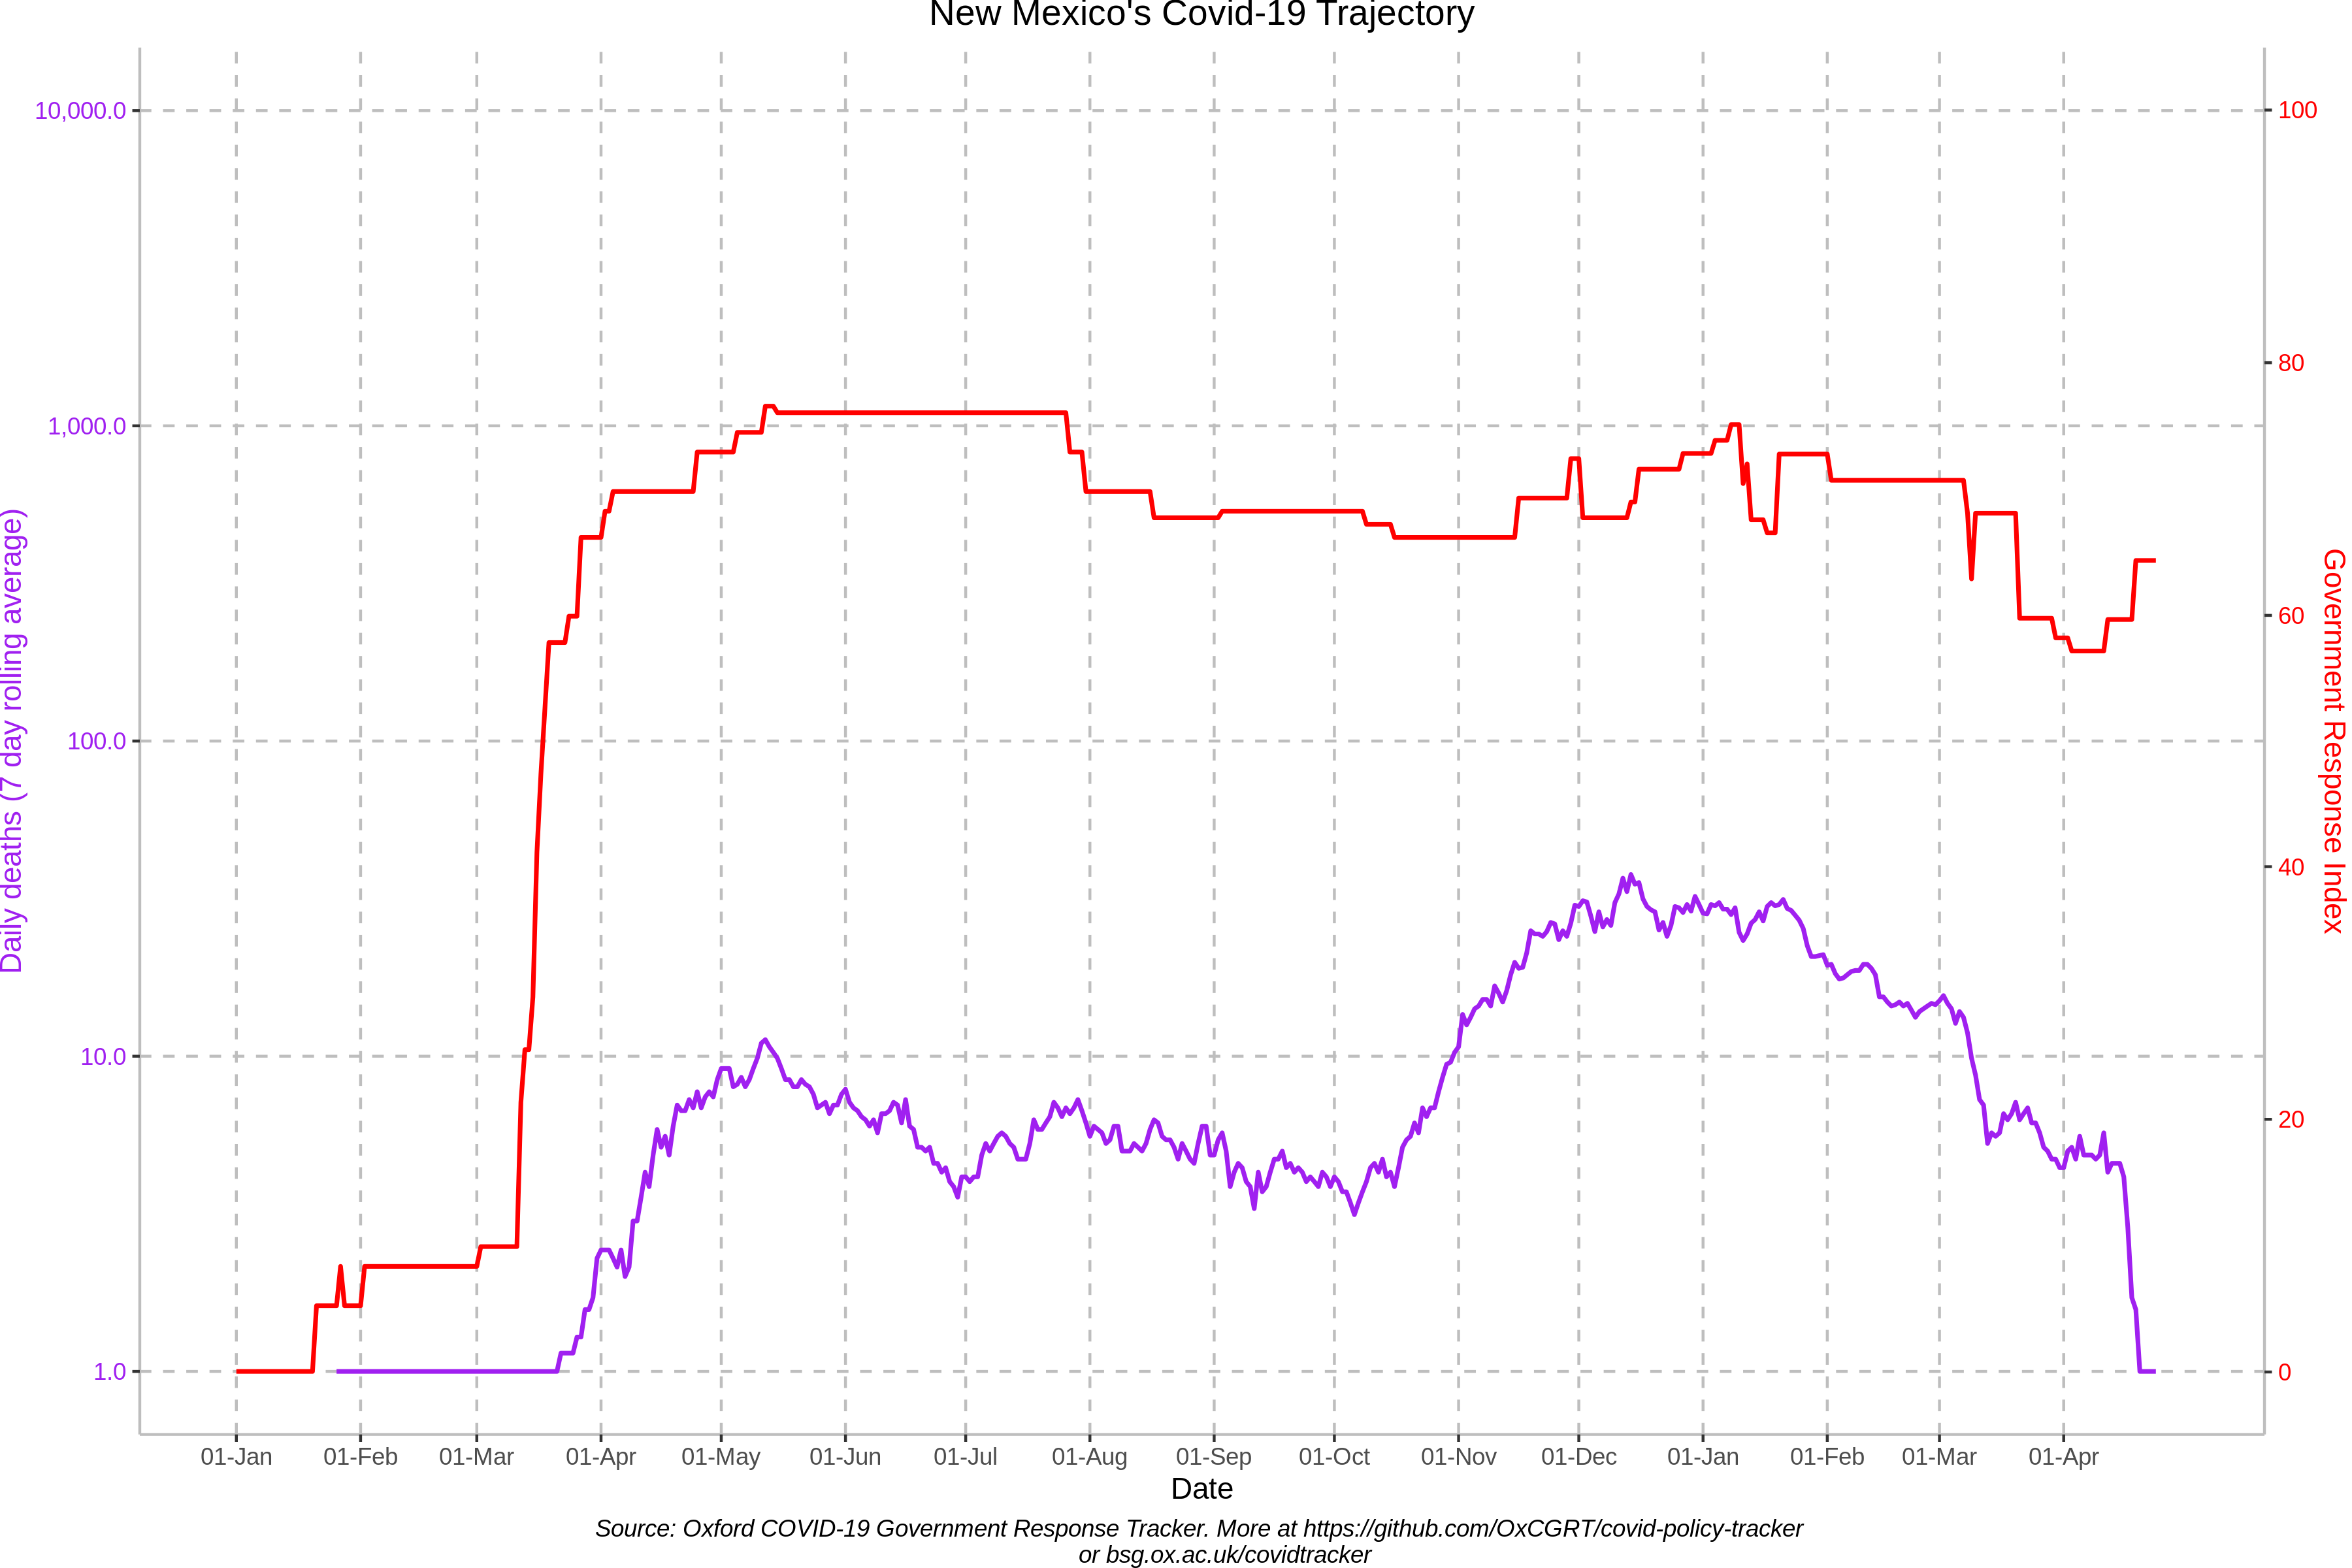 New Mexico's Covid-19 Trajectory
Daily deaths (7 day rolling average)
10,000.0
1,000.0
100.0
10.0
1.0
100
80
60
40
20
0
Government Response Index
01-Jan 01-Feb 01-Mar 01-Apr 01-May 01-Jun 01-Jul 01-Aug 01-Sep 01-Oct 01-Nov 01-Dec 01-Jan 01-Feb 01-Mar 01-Apr
Date
Source: Oxford COVID-19 Government Response Tracker. More at https://github.com/OxCGRT/covid-policy-tracker
or bsg.ox.ac.uk/covidtracker